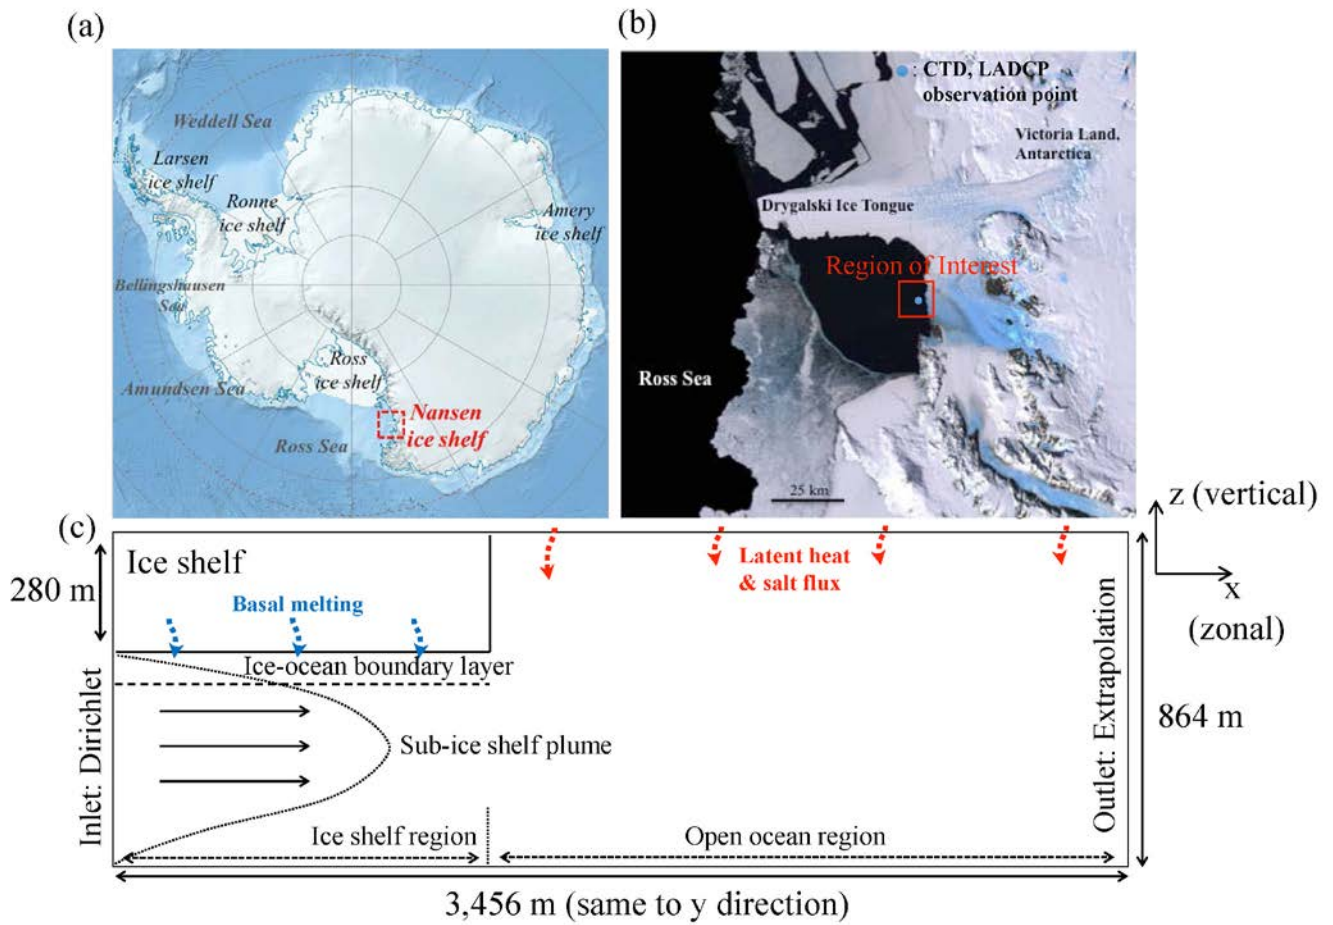 (a)
Weddell Sea
Larsen
ice shelf
Ronne
ice shelf
Amery
ice shelf
Bellingshausen
Sea
Ross
ice shelf
Amundsen Sea
Ross Sea
Nansen
ice shelf
(b)
: CTD, LADCP
observation point
Victoria Land,
Antarctica
Drygalski Ice Tongue
Region of Interest
Ross Sea
25 km
(c)
z (vertical)
x
(zonal)
280 m
Ice shelf
Basal melting
Latent heat
& salt flux
Ice-ocean boundary layer
Sub-ice shelf plume
Inlet: Dirichlet
Outlet: Extrapolation
864 m
Ice shelf region
Open ocean region
3,456 m (same to y direction)